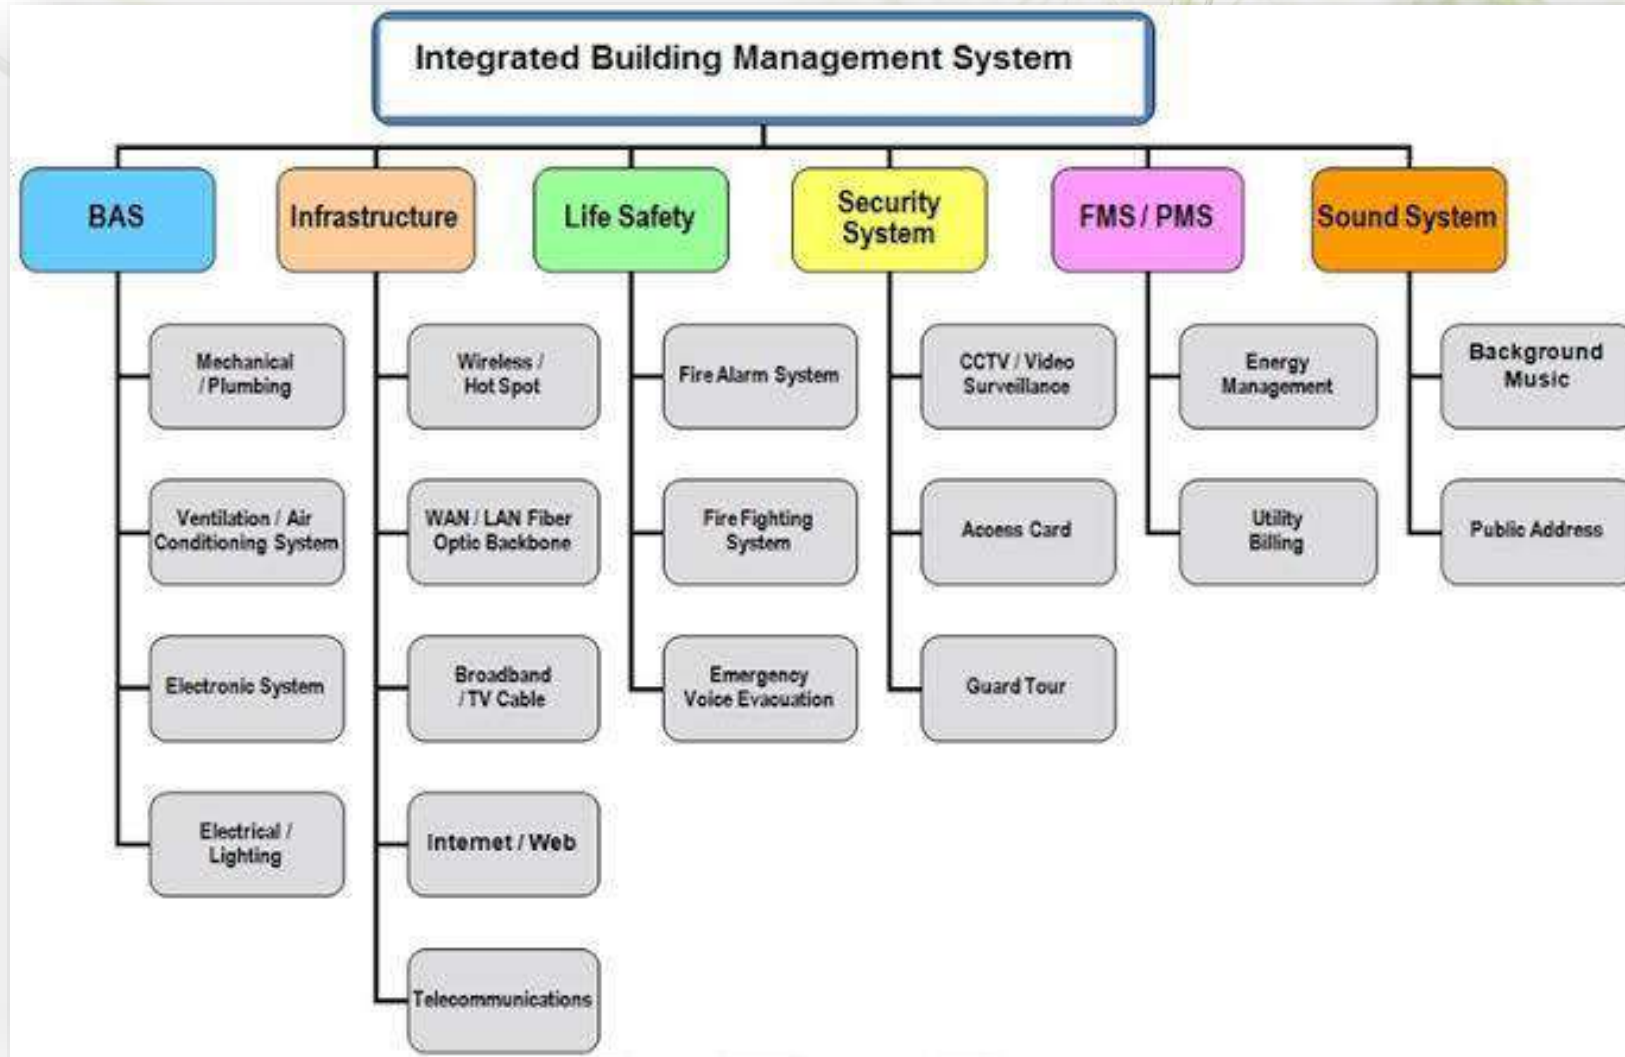 Integrated Building Management System
BAS
Infrastructure
Life Safety
Security
System
FMS / PMS
Sound System
Mechanical
/ Plumbing
Wireless /
Hot Spot
Fire Alarm System
CCTV / Video
Surveillance
Energy
Management
Background
Music
Ventilation / Air
Conditioning System
WAN / LAN Fiber
Optic Backbone
Fire Fighting
System
Access Card
Utility
Billing
Public Address
Electronic System
Broadband
/ TV Cable
Emergency
Voice Evacuation
Guard Tour
Electrical /
Lighting
Internet / Web
Telecommunications